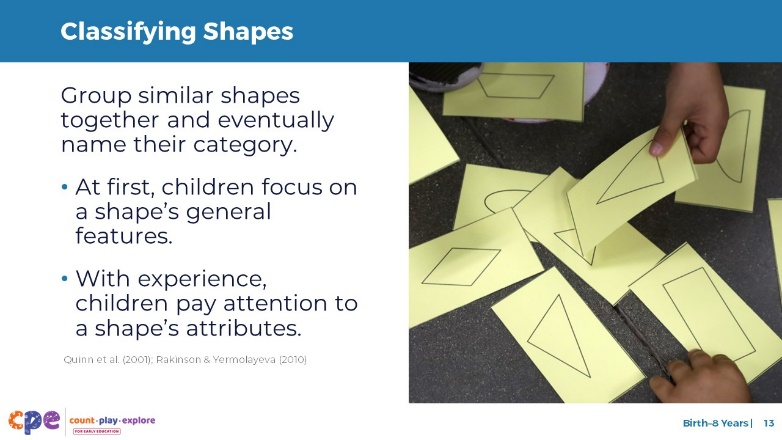 Classifying Shapes
Group similar shapes
together and eventually
name their category.
• At first, children focus on
a shape's general
features.
• With experience,
children pay attention to
a shape's attributes.
Quinn et al. (2001); Rakinson & Yermolayeva (2010)
cpe
count•play•explore
FOR EARLY EDUCATION
Birth–8 Years | 13